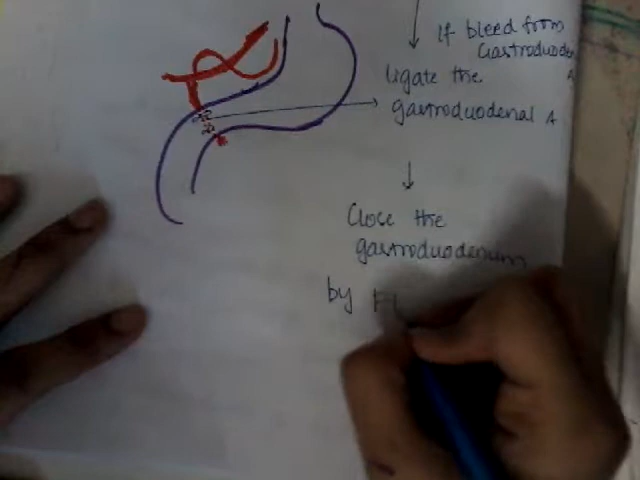 If bleed from
Gastroduoden
A
ligate the
gastroduodenal A
Close the
gastroduodenum
by